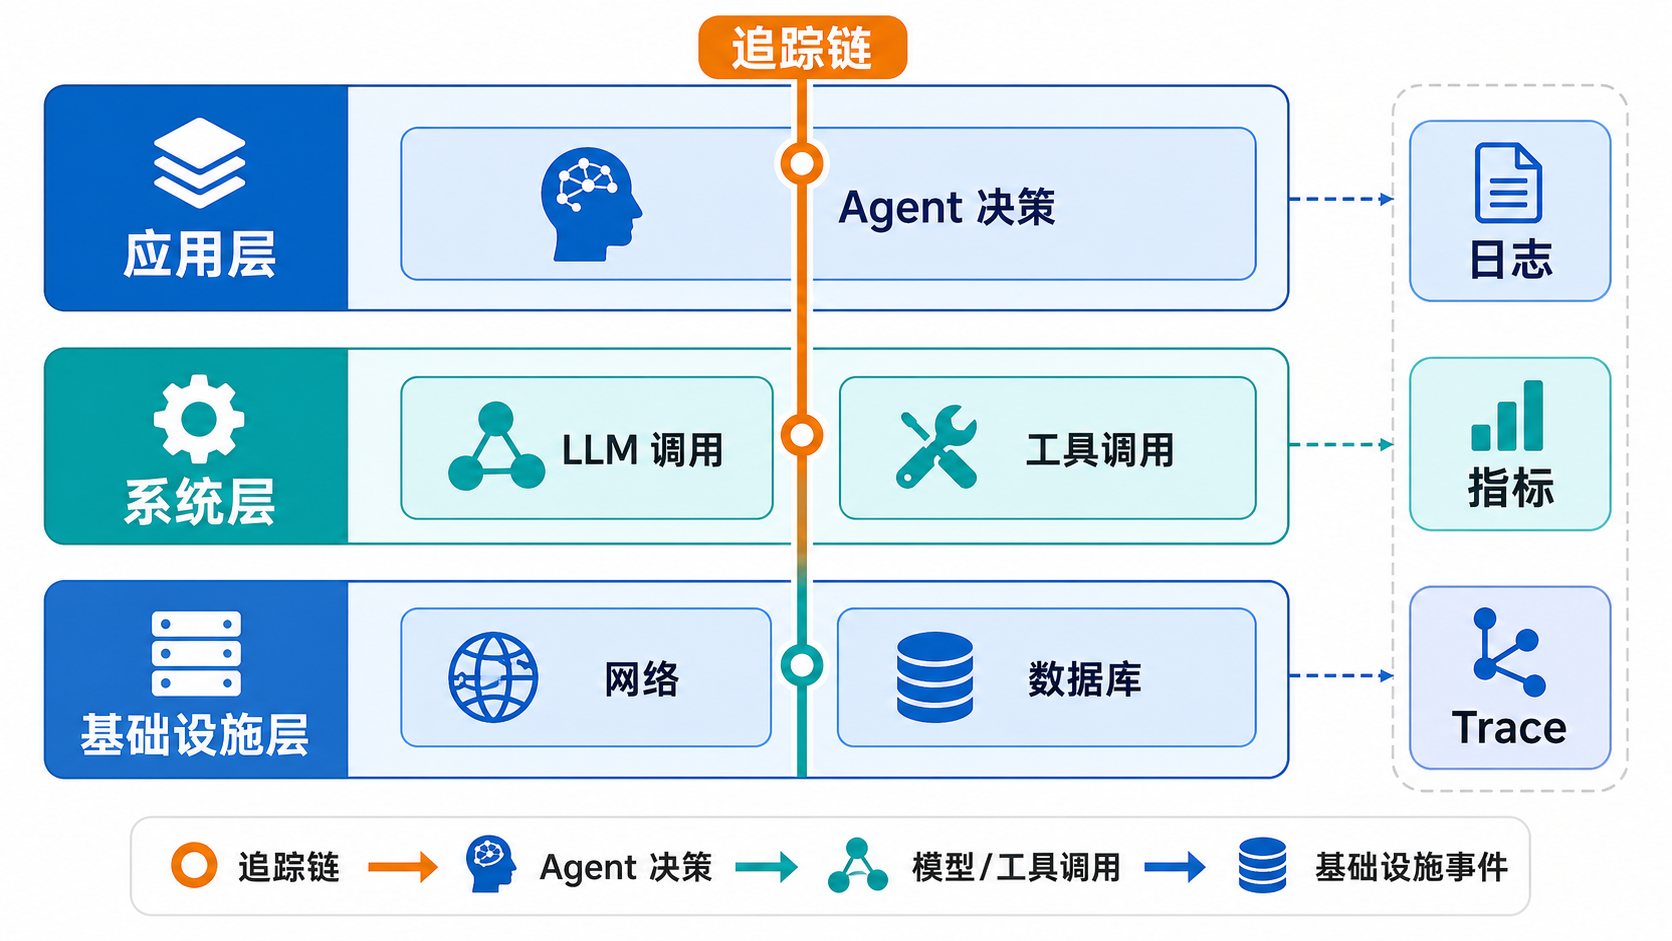 追踪链
应用层
Agent 决策
日志
系统层
LLM 调用
工具调用
指标
基础设施层
网络
数据库
Trace
追踪链
Agent 决策
模型/工具调用
基础设施事件